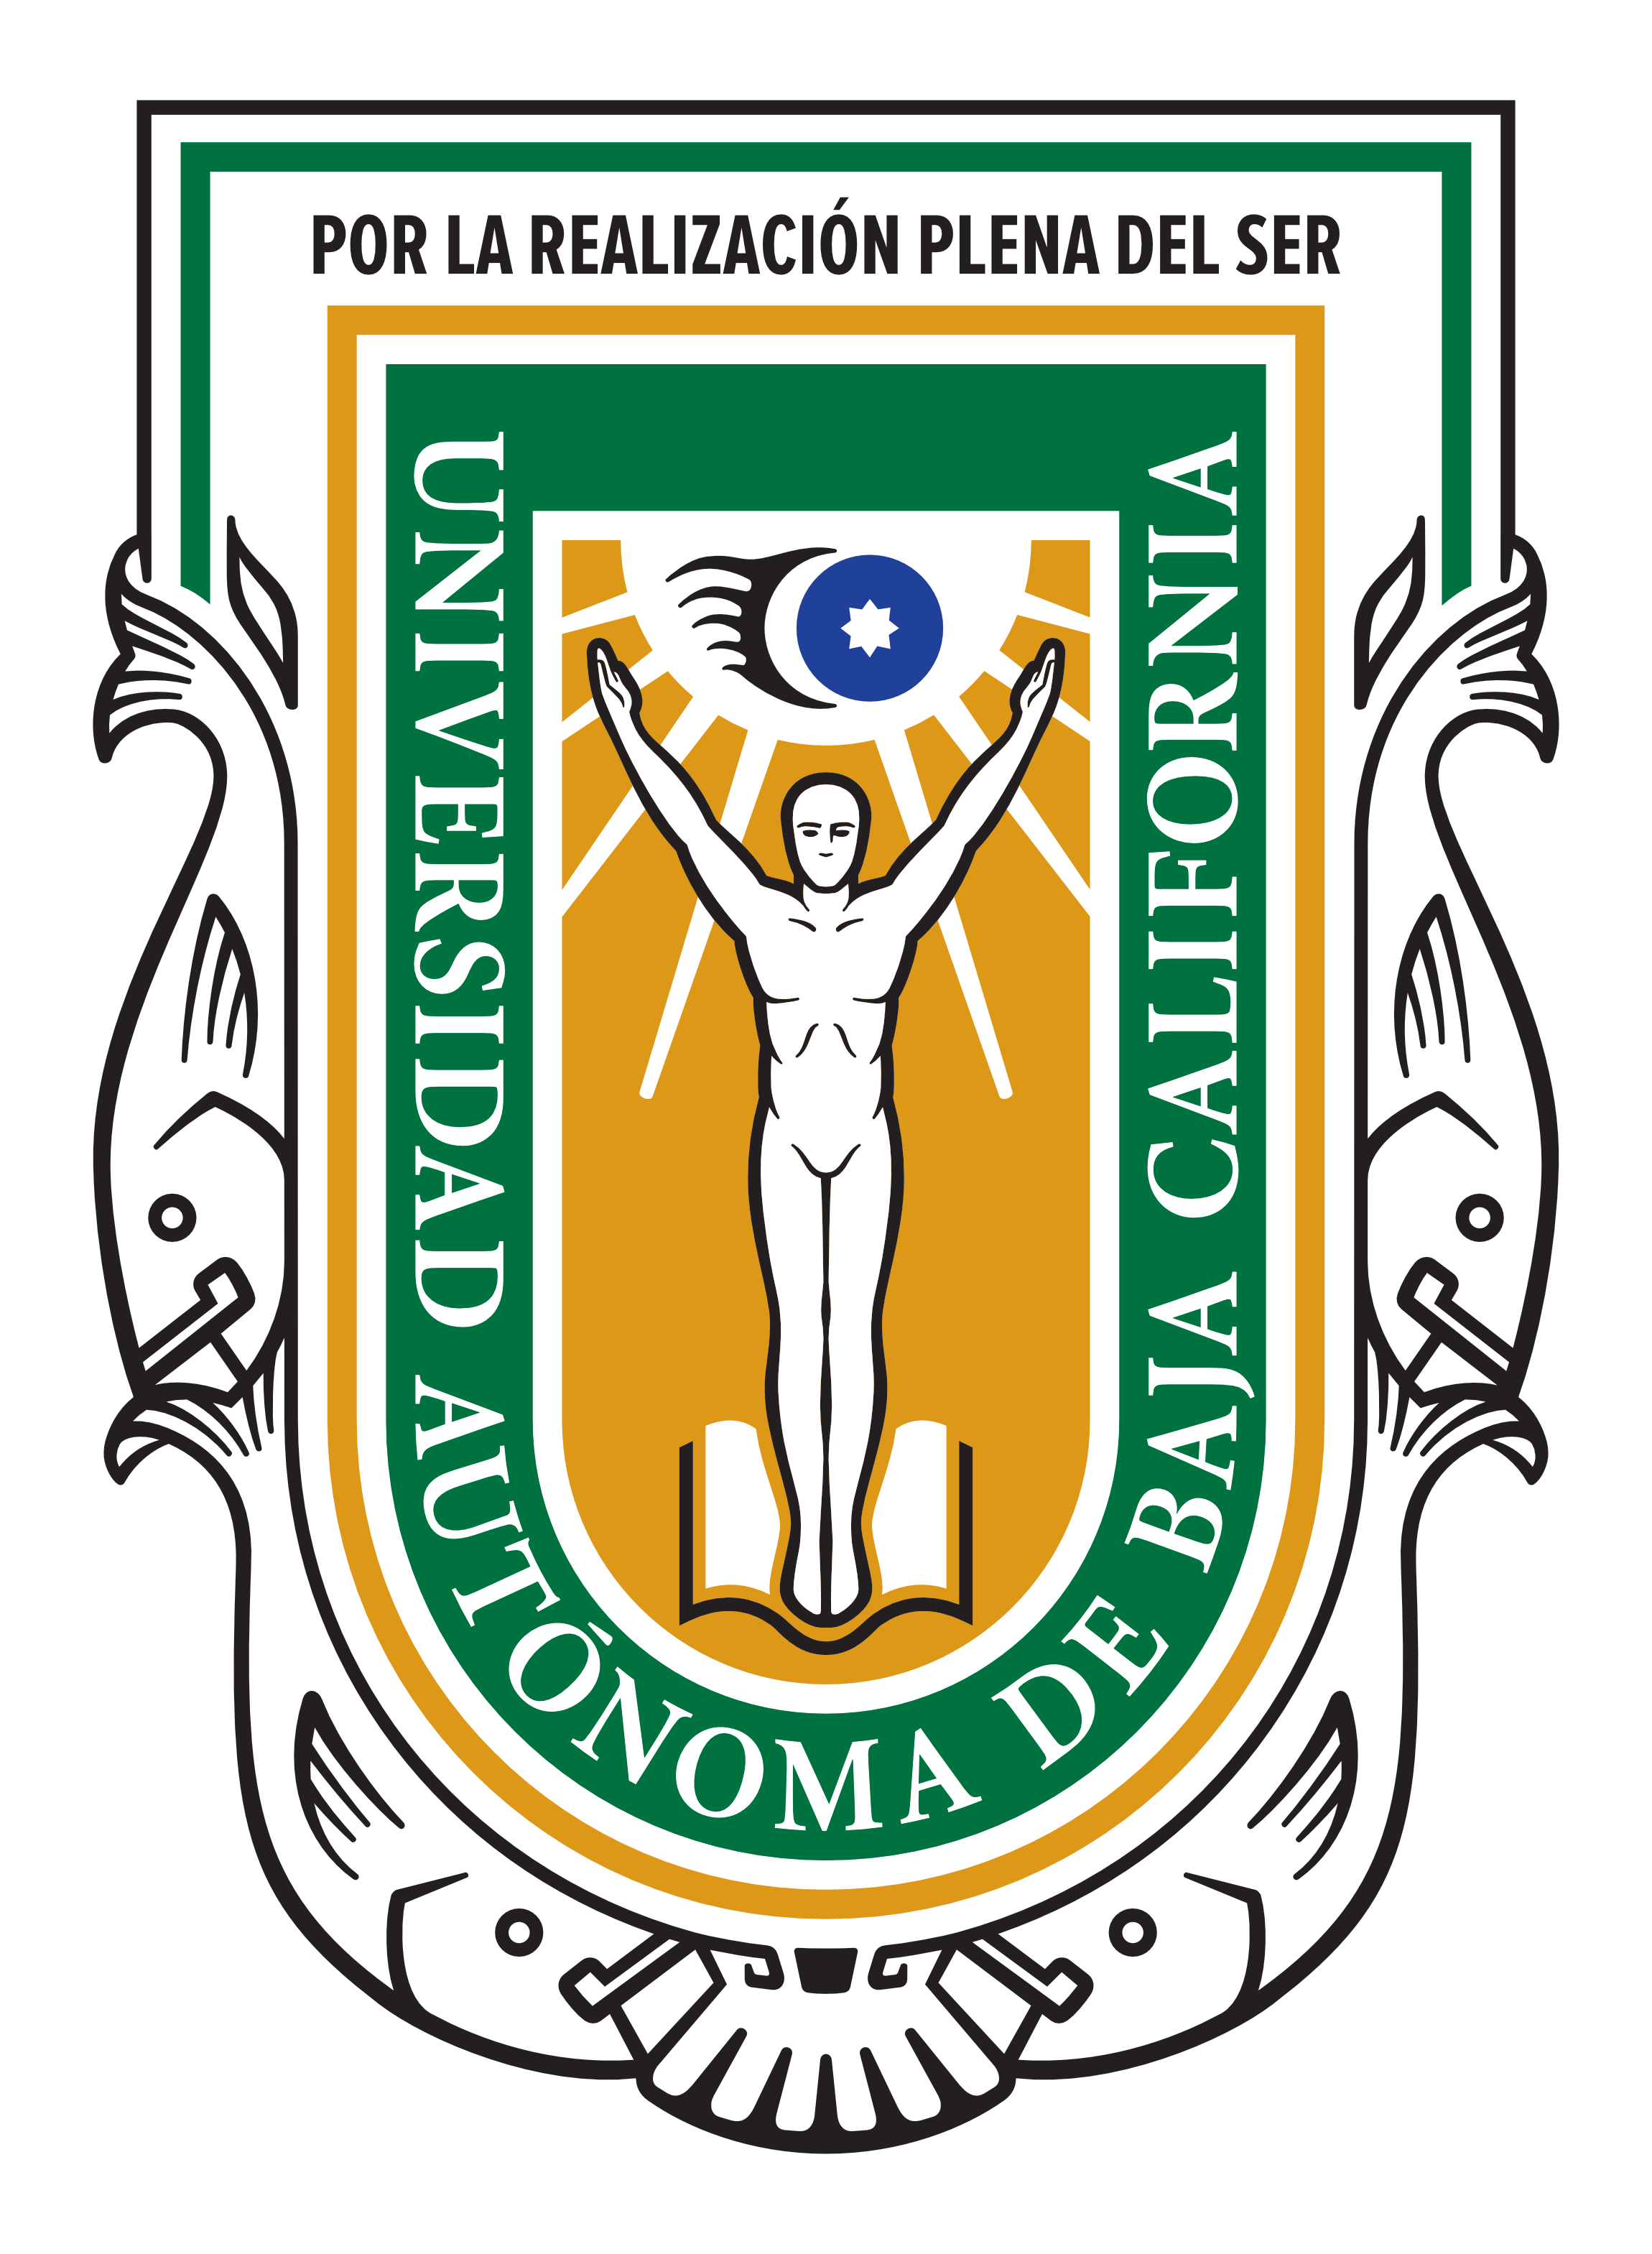 POR LA REALIZACIÓN PLENA DEL SER
UNIVERSIDAD AUTÓNOMA DE BAJA CALIFORNIA